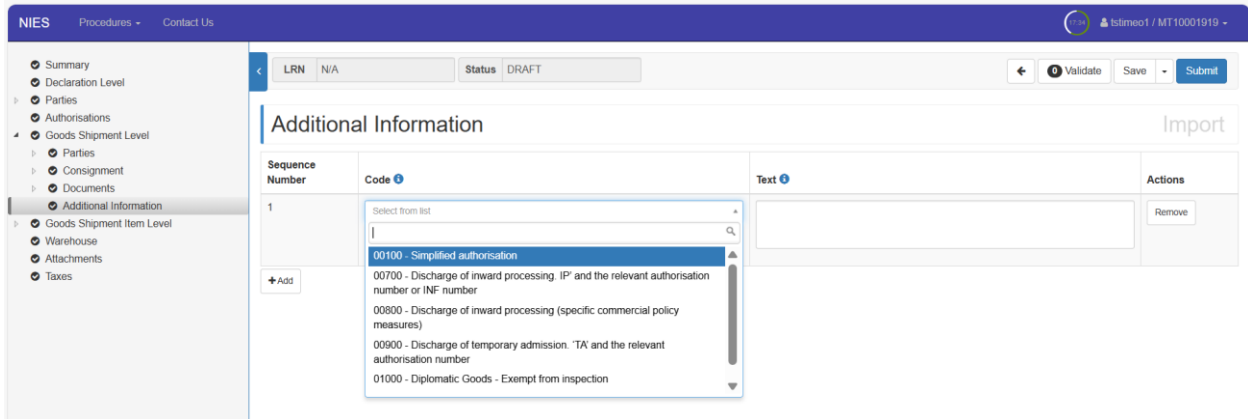 NIES Procedures Contact Us 17:34 tstimeo1 / MT10001919
Summary
Declaration Level
Parties
Authorisations
Goods Shipment Level
Parties
Consignment
Documents
Additional Information
Goods Shipment Item Level
Warehouse
Attachments
Taxes
LRN N/A Status DRAFT 0 Validate Save Submit
Additional Information Import
Sequence
Number Code Text Actions
1 Select from list Remove
00100 - Simplified authorisation
00700 - Discharge of inward processing. IP' and the relevant authorisation
number or INF number
00800 - Discharge of inward processing (specific commercial policy
measures)
00900 - Discharge of temporary admission. 'TA' and the relevant
authorisation number
01000 - Diplomatic Goods - Exempt from inspection
+Add